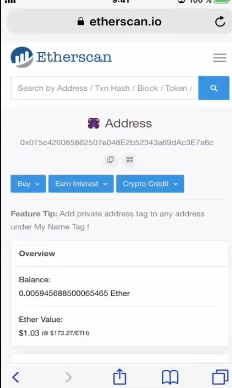 9:41
100%
etherscan.io
Etherscan
Search by Address / Txn Hash / Block / Token /
Address
0x075c426085862507e048E2b52343a69dAc3E7a6c
Buy Earn Interest Crypto Credit
Feature Tip: Add private address tag to any address
under My Name Tag !
Overview
Balance:
0.005945688500065465 Ether
Ether Value:
$1.03 (@ $173.27/ETH)